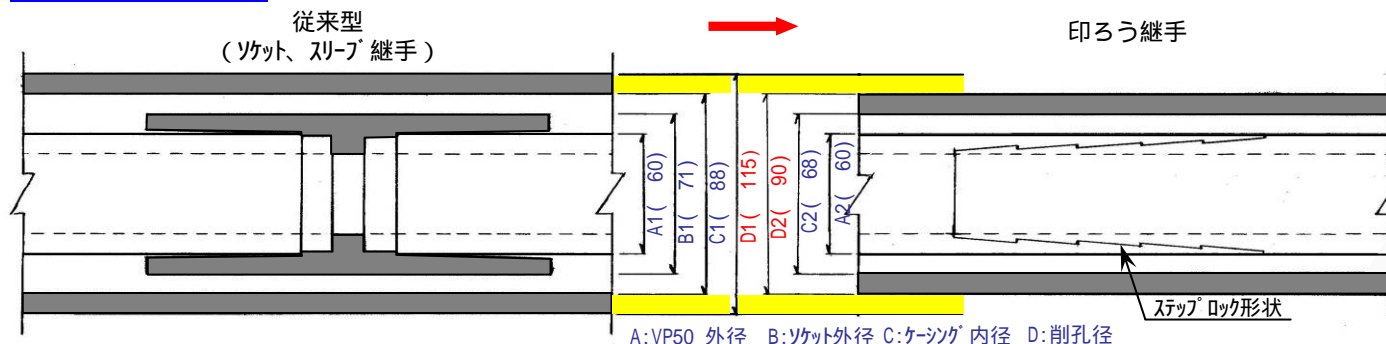 従来型
(ソケット、スリーブ継手)
印ろう継手
A1( 60)
B1( 71)
C1( 88)
D1( 115)
D2( 90)
C2( 68)
A2( 60)
ステップロック形状
A:VP50 外径 B:ソケット外径 C:ケーシング内径 D:削孔径